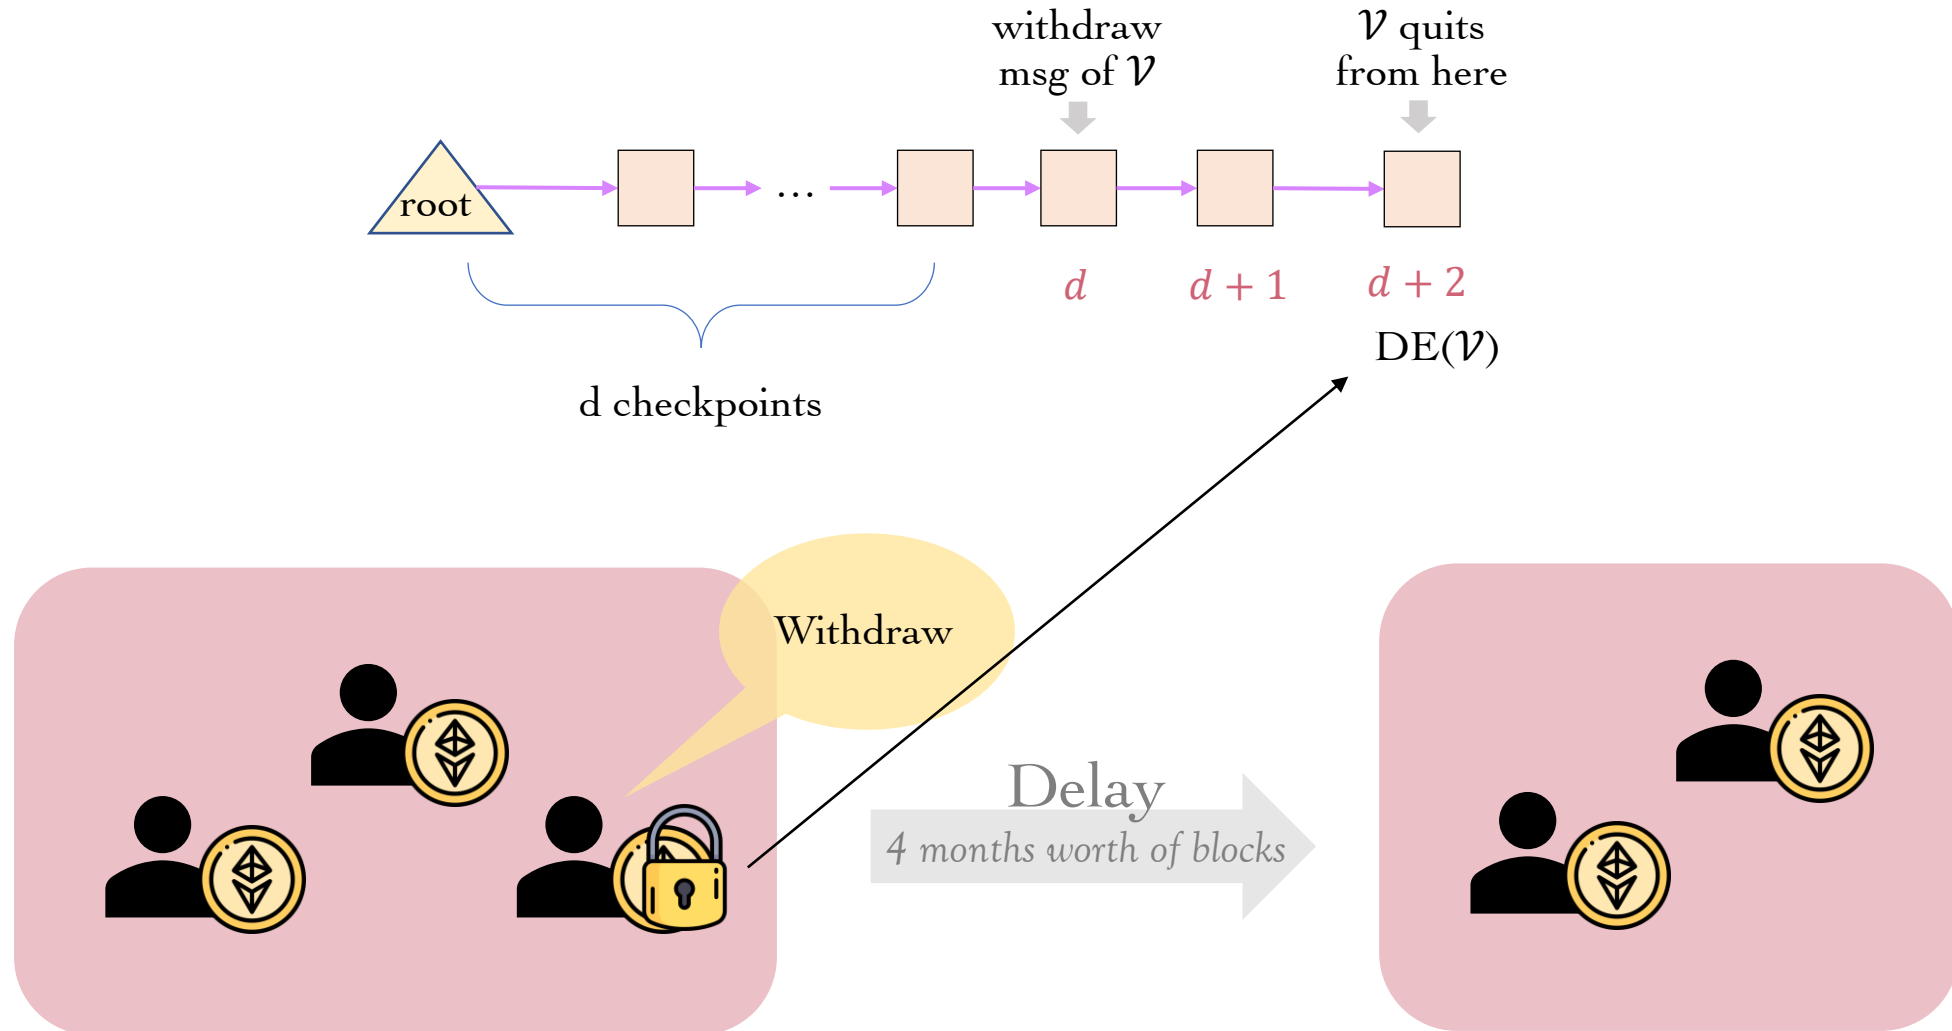 withdraw
msg of 𝒱
𝒱 quits
from here
root
...
d
d + 1
d + 2
DE(𝒱)
d checkpoints
Withdraw
Delay
4 months worth of blocks